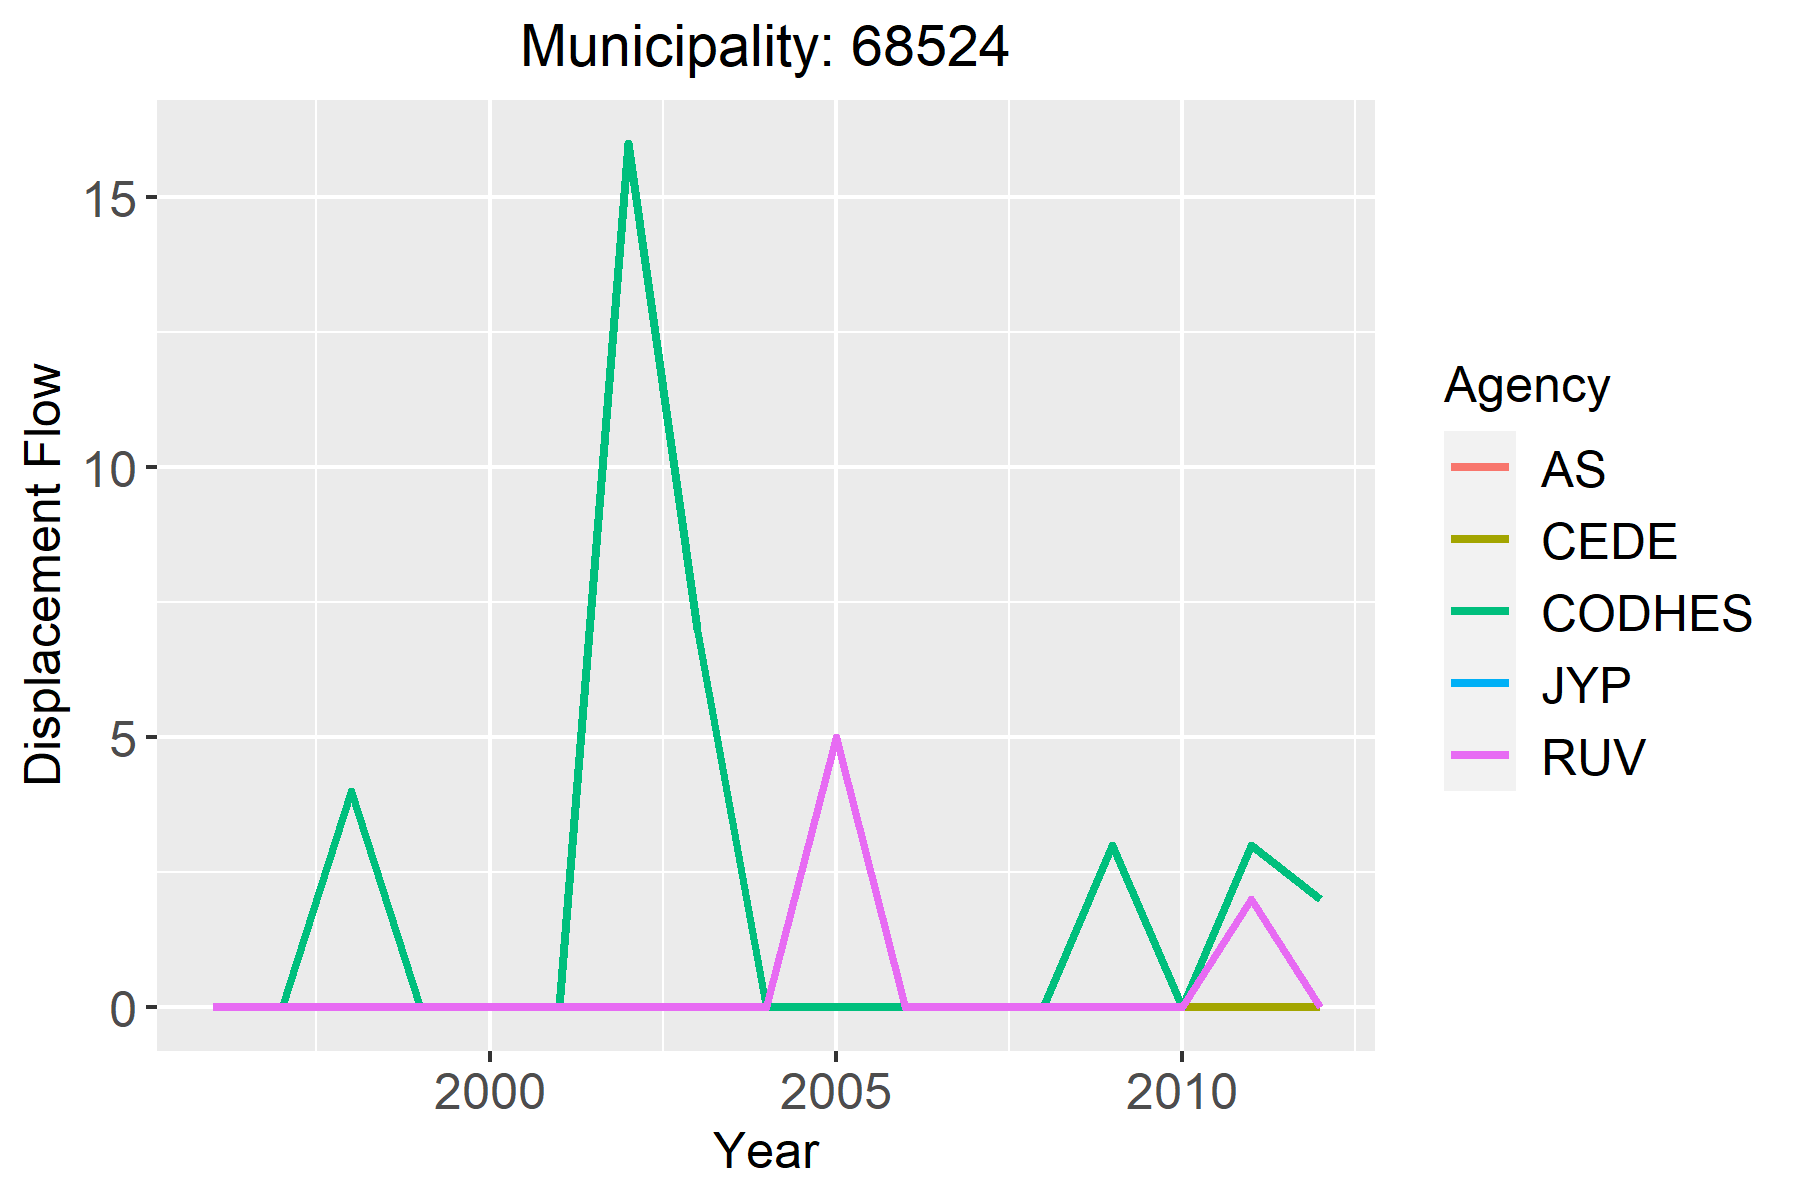 Municipality: 68524
15
10
5
0
Displacement Flow
2000 2005 2010
Year
Agency
AS
CEDE
CODHES
JYP
RUV